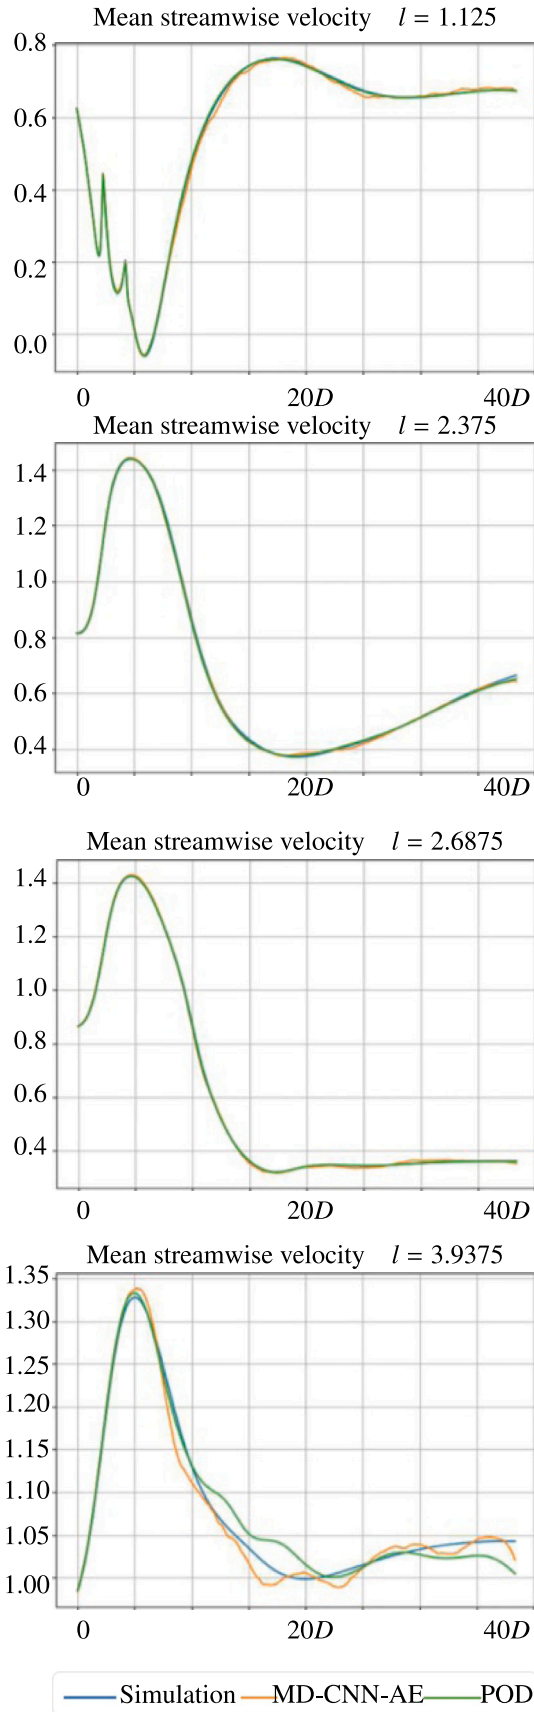 Mean streamwise velocity l = 1.125
0.8
0.6
0.4
0.2
0.0
0 20D 40D
Mean streamwise velocity l = 2.375
1.4
1.2
1.0
0.8
0.6
0.4
0 20D 40D
Mean streamwise velocity l = 2.6875
1.4
1.2
1.0
0.8
0.6
0.4
0 20D 40D
Mean streamwise velocity l = 3.9375
1.35
1.30
1.25
1.20
1.15
1.10
1.05
1.00
0 20D 40D
Simulation MD-CNN-AE POD